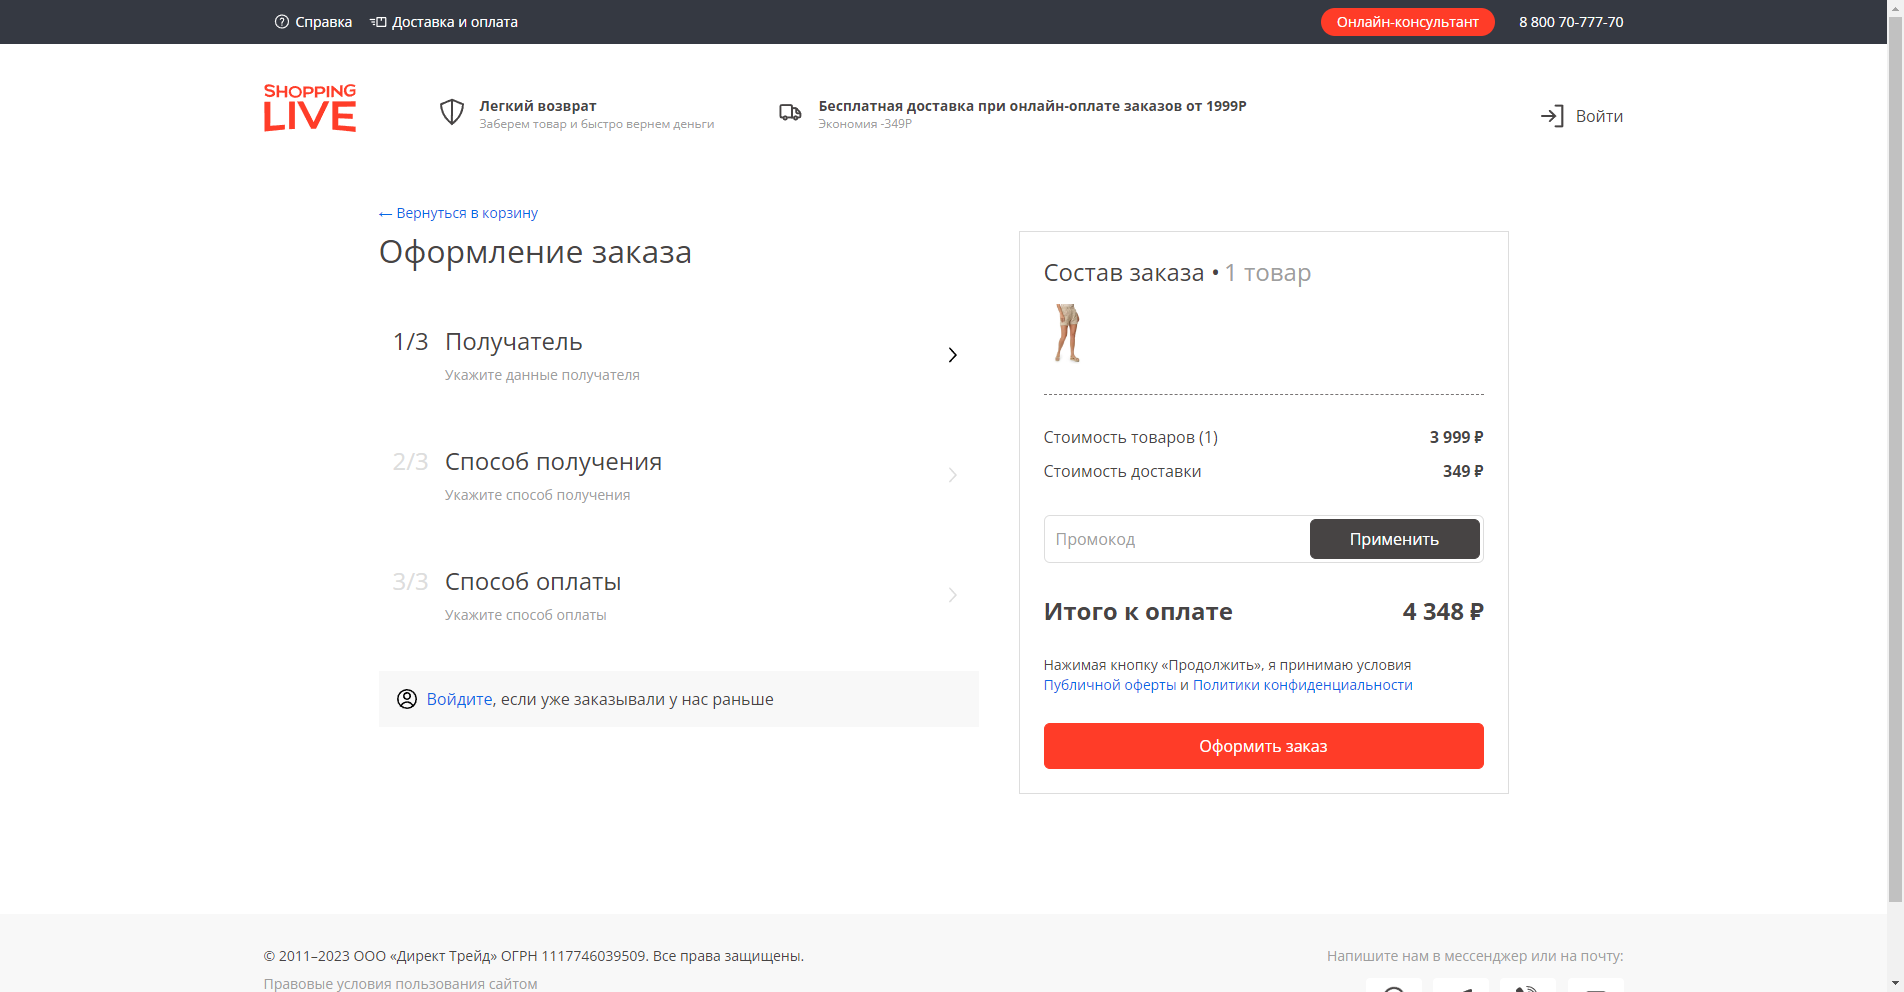 Справка
Доставка и оплата
Онлайн-консультант
8 800 70-777-70
SHOPPING
LIVE
Легкий возврат
Заберем товар и быстро вернем деньги
Бесплатная доставка при онлайн-оплате заказов от 1999Р
Экономия -349Р
Войти
← Вернуться в корзину
Оформление заказа
1/3 Получатель
Укажите данные получателя
2/3 Способ получения
Укажите способ получения
3/3 Способ оплаты
Укажите способ оплаты
Войдите, если уже заказывали у нас раньше
Состав заказа • 1 товар
Стоимость товаров (1) 3 999 ₽
Стоимость доставки 349 ₽
Промокод
Применить
Итого к оплате 4 348 ₽
Нажимая кнопку «Продолжить», я принимаю условия
Публичной оферты и Политики конфиденциальности
Оформить заказ
© 2011–2023 ООО «Директ Трейд» ОГРН 1117746039509. Все права защищены.
Правовые условия пользования сайтом
Напишите нам в мессенджер или на почту: